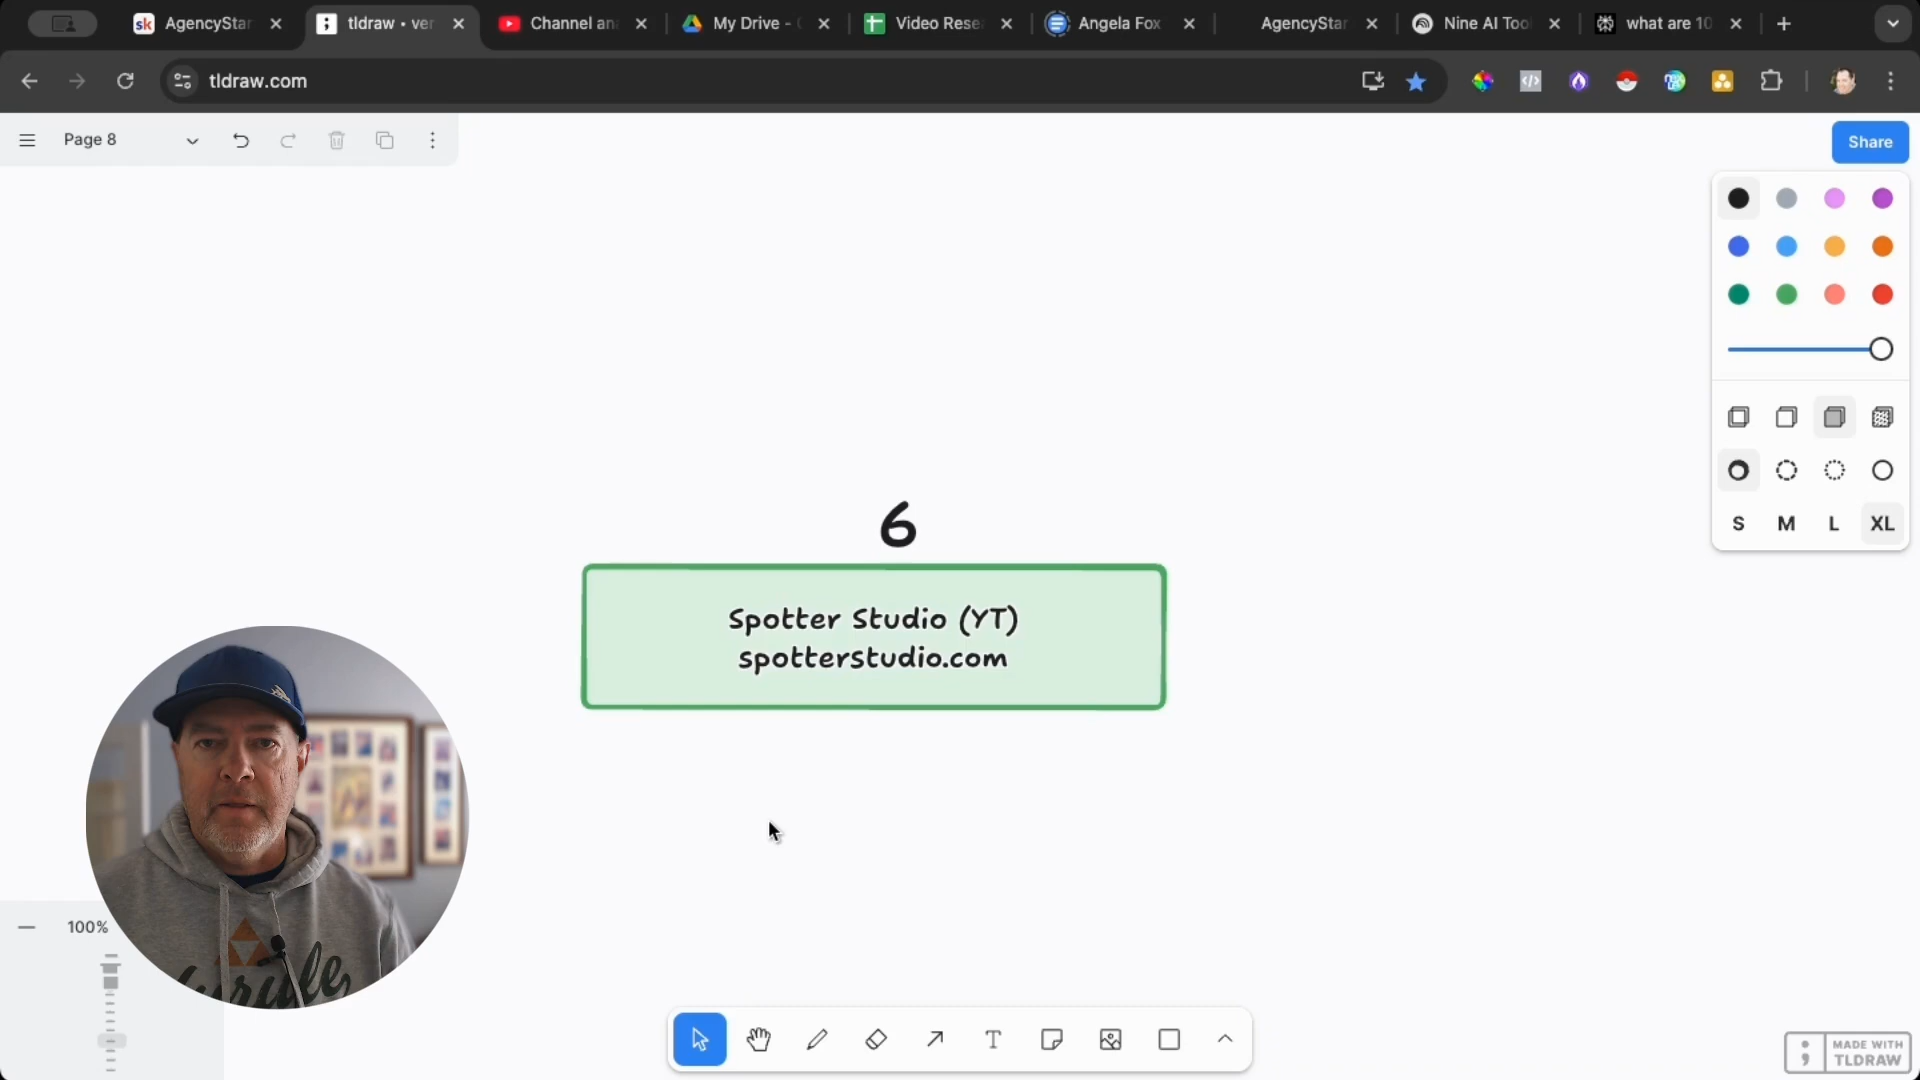 AgencyStar
tldraw • ver
Channel an
My Drive -
Video Rese
Angela Fox
AgencyStar
Nine AI Tool
what are 10
tldraw.com
Page 8
Share
S M L XL
6
Spotter Studio (YT)
spotterstudio.com
100%
MADE WITH
TLDRAW